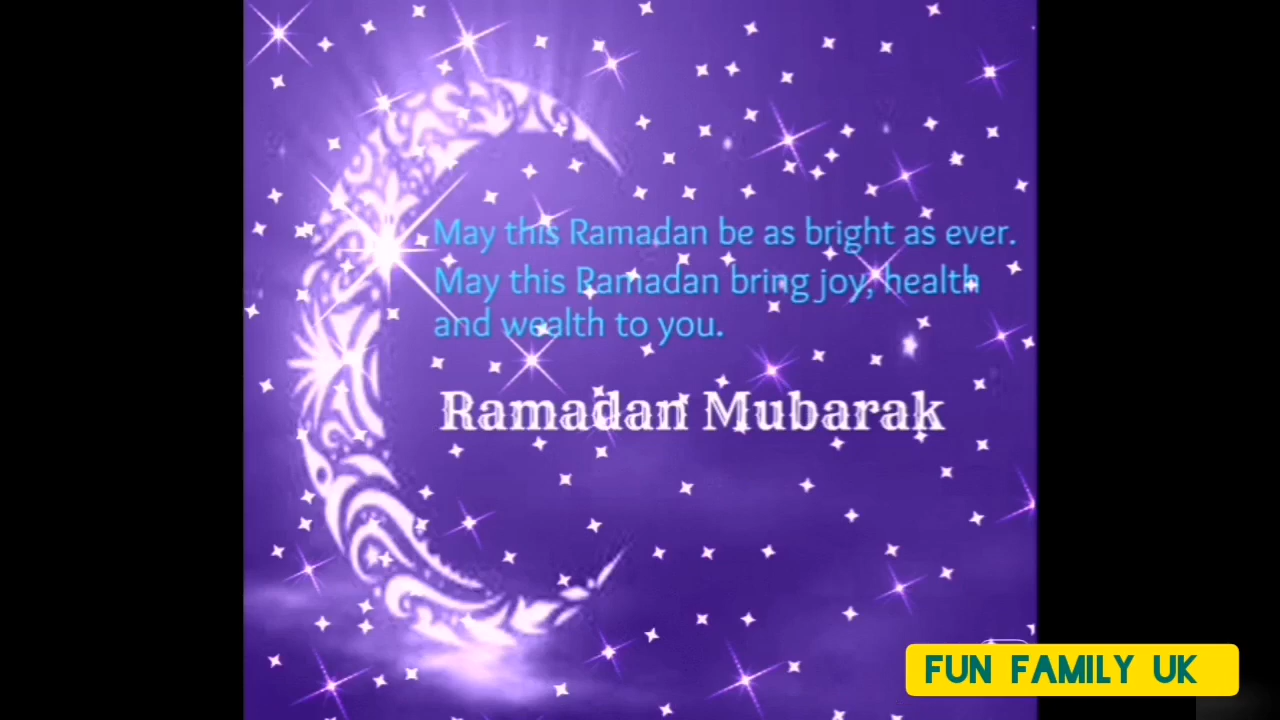 May this Ramadan be as bright as ever.
May this Ramadan bring joy, health
and wealth to you.
Ramadan Mubarak
FUN FAMILY UK